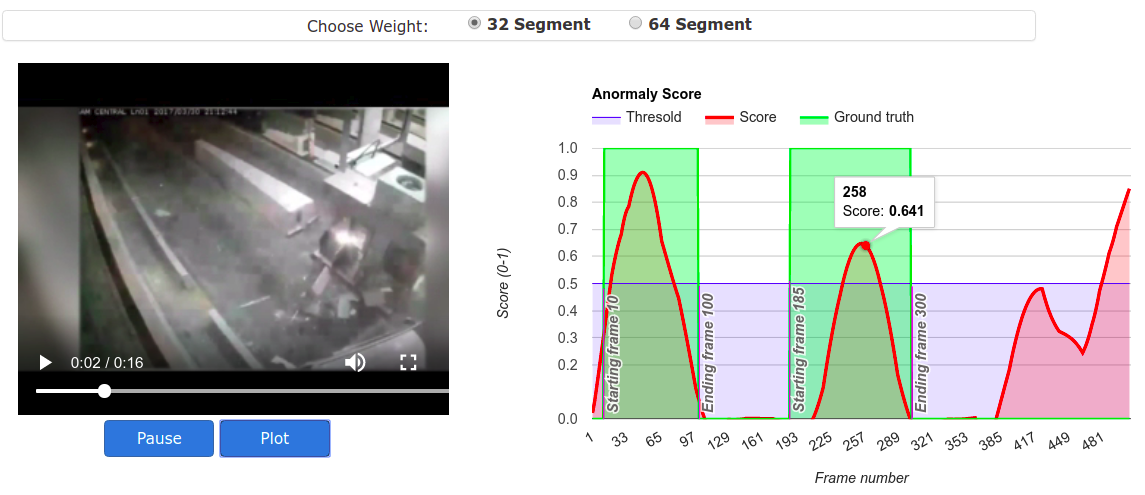 Choose Weight: 32 Segment 64 Segment
AM CENTRAL LH01 2017/03/30 21:12:44
0:02 / 0:16
Pause Plot
Anormaly Score
Thresold Score Ground truth
Score (0-1)
1.0
0.9
0.8
0.7
0.6
0.5
0.4
0.3
0.2
0.1
0.0
258
Score: 0.641
Starting frame 10
Ending frame 100
Starting frame 185
Ending frame 300
1 33 65 97 129 161 193 225 257 289 321 353 385 417 449 481
Frame number